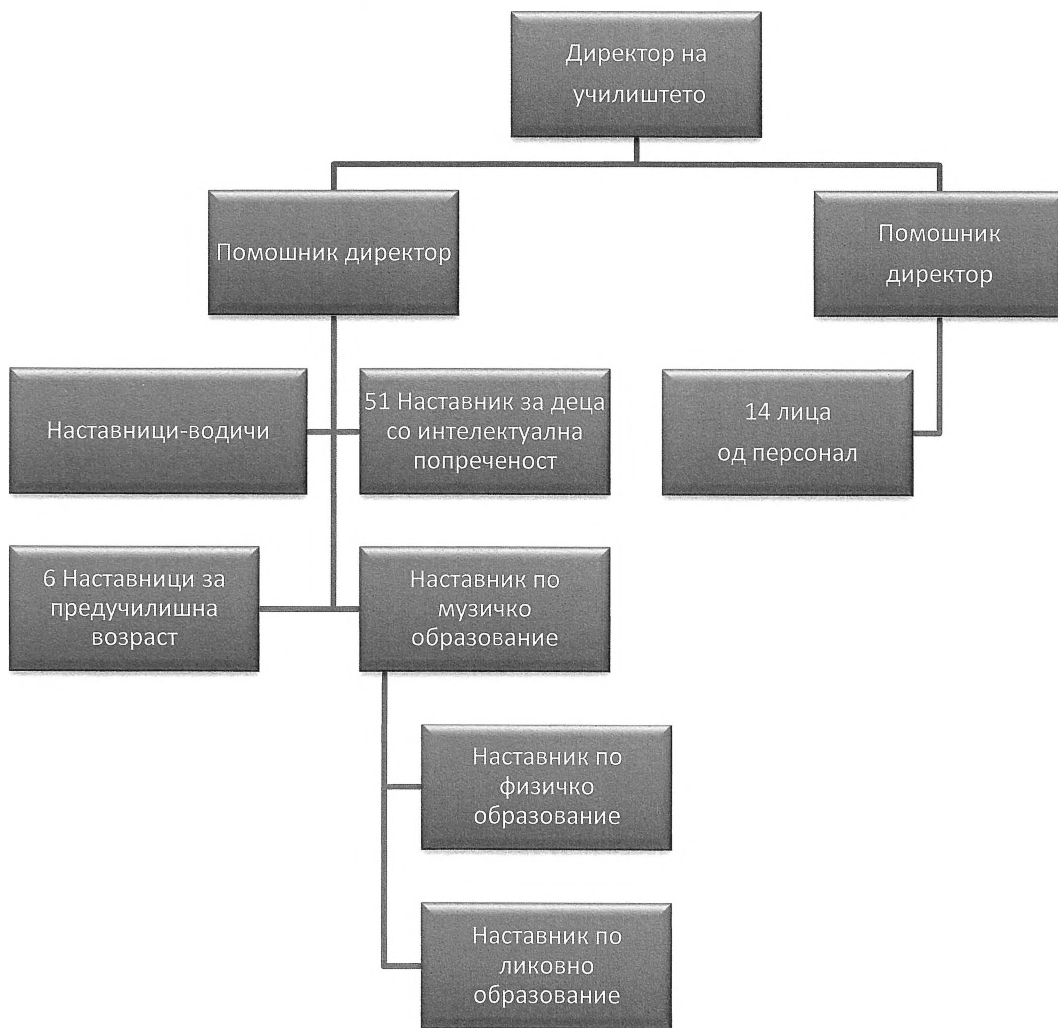 Директор на
училиштето
Помошник директор
Помошник
директор
Наставници-водичи
51 Наставник за деца
со интелектуална
попреченост
14 лица
од персонал
6 Наставници за
предучилишна
возраст
Наставник по
музичко
образование
Наставник по
физичко
образование
Наставник по
ликовно
образование